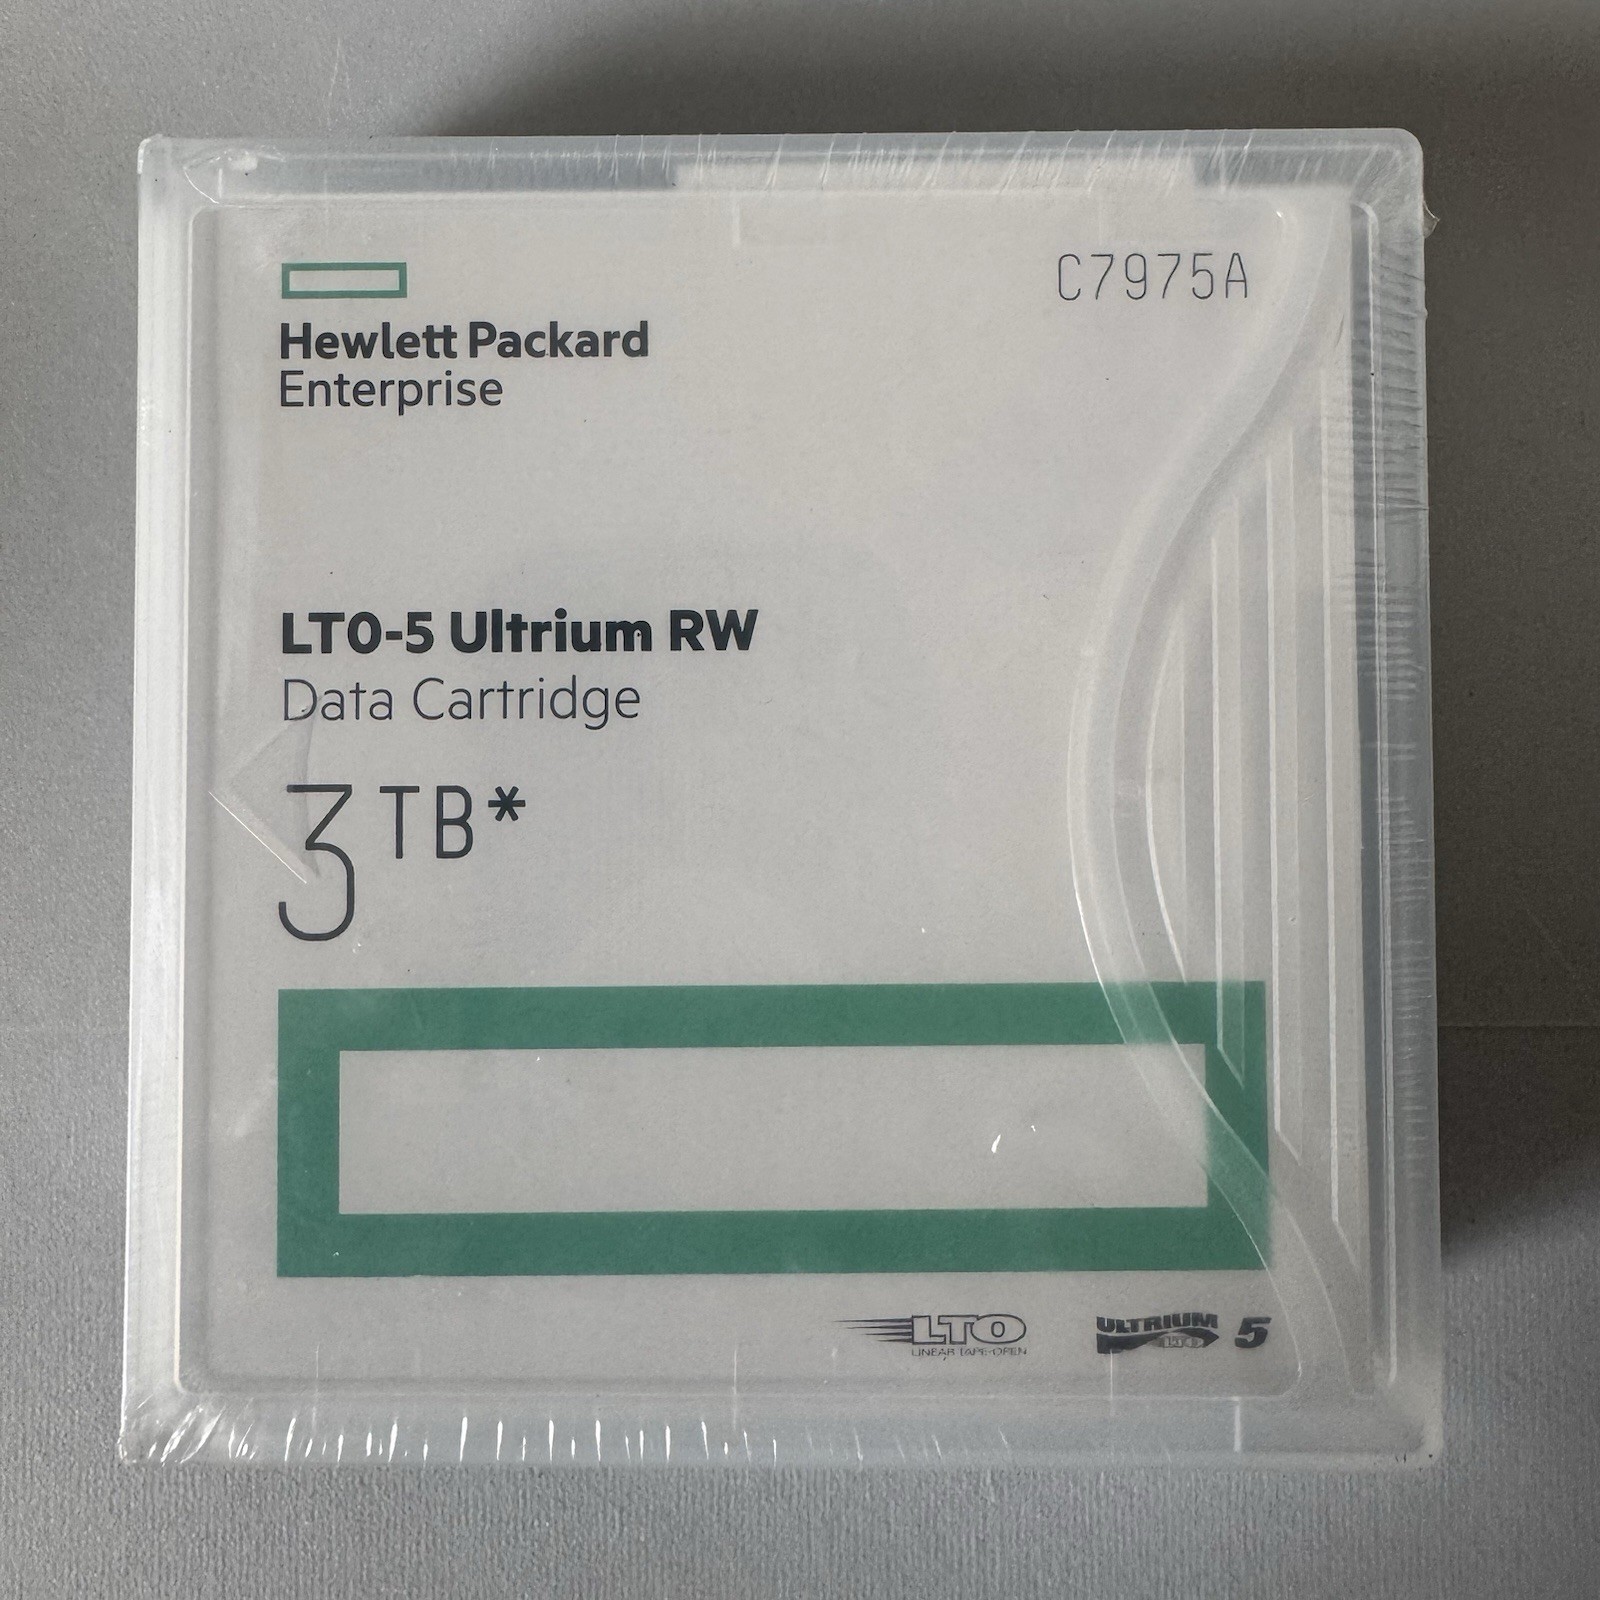 C7975A
Hewlett Packard
Enterprise
LTO-5 Ultrium RW
Data Cartridge
3TB*
LTO
LINEAR TAPE-OPEN
ULTRIUM 5
LTO